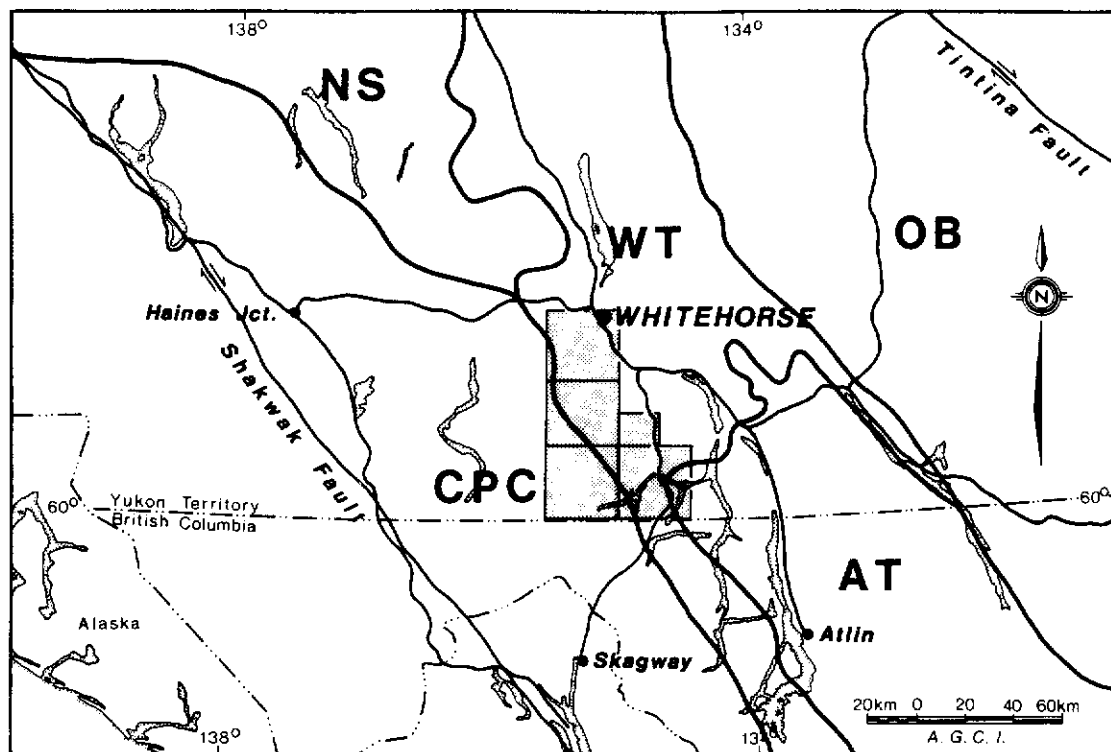 138°
134°
NS
Tintina Fault
WT
OB
N
Haines Jct.
WHITEHORSE
Shakwak Fault
CPC
60°
Yukon Territory
British Columbia
60°
AT
Alaska
Atlin
Skagway
20km 0 20 40 60km
A. G. C. I.
138°
134°